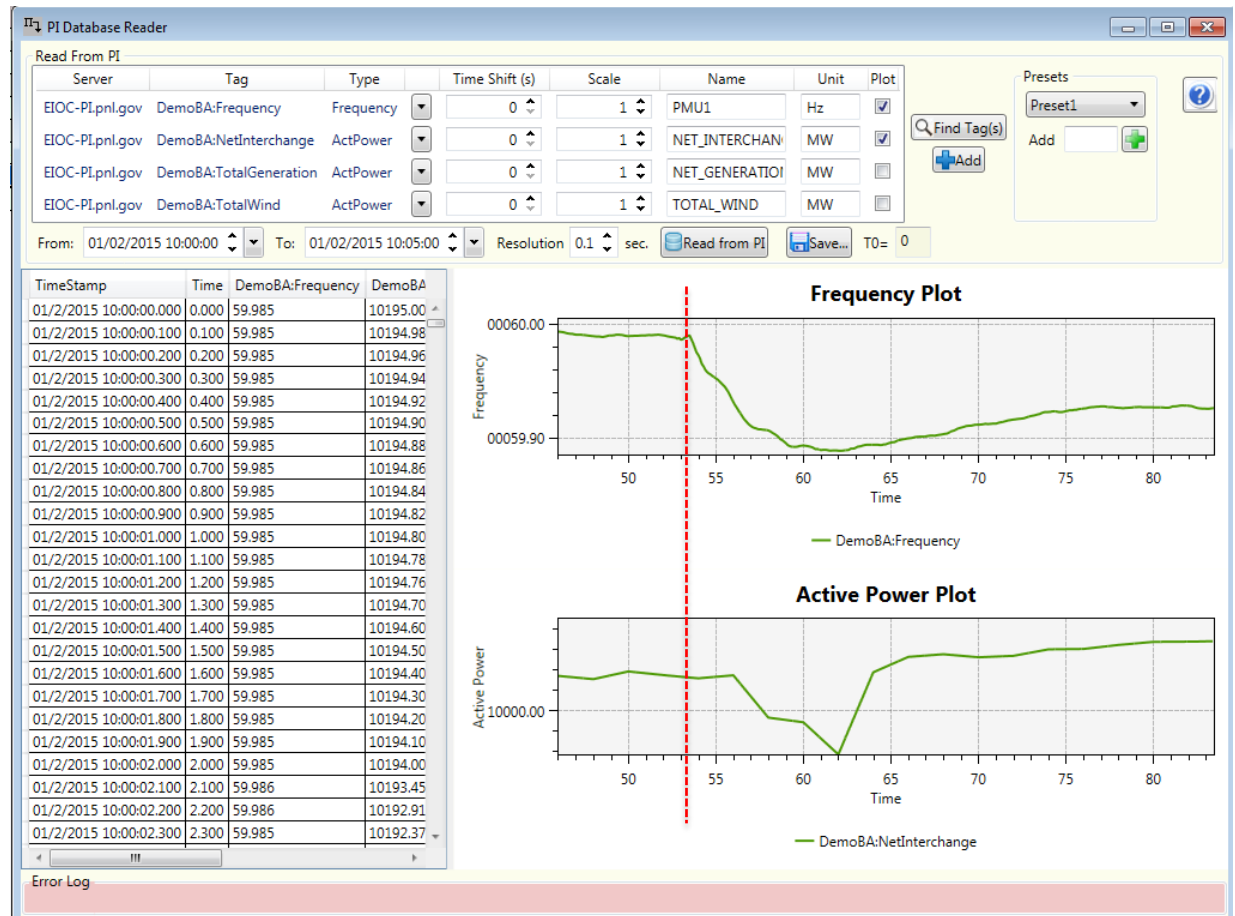 PI Database Reader
Read From PI
Server Tag Type Time Shift (s) Scale Name Unit Plot
EIOC-PI.pnl.gov DemoBA:Frequency Frequency 0 1 PMU1 Hz
EIOC-PI.pnl.gov DemoBA:NetInterchange ActPower 0 1 NET_INTERCHAN MW
EIOC-PI.pnl.gov DemoBA:TotalGeneration ActPower 0 1 NET_GENERATION MW
EIOC-PI.pnl.gov DemoBA:TotalWind ActPower 0 1 TOTAL_WIND MW
Find Tag(s)
Add
Presets
Preset1
Add
?
From: 01/02/2015 10:00:00 To: 01/02/2015 10:05:00 Resolution 0.1 sec. Read from PI Save... T0= 0
TimeStamp Time DemoBA:Frequency DemoBA
01/2/2015 10:00:00.000 0.000 59.985 10195.00
01/2/2015 10:00:00.100 0.100 59.985 10194.98
01/2/2015 10:00:00.200 0.200 59.985 10194.96
01/2/2015 10:00:00.300 0.300 59.985 10194.94
01/2/2015 10:00:00.400 0.400 59.985 10194.92
01/2/2015 10:00:00.500 0.500 59.985 10194.90
01/2/2015 10:00:00.600 0.600 59.985 10194.88
01/2/2015 10:00:00.700 0.700 59.985 10194.86
01/2/2015 10:00:00.800 0.800 59.985 10194.84
01/2/2015 10:00:00.900 0.900 59.985 10194.82
01/2/2015 10:00:01.000 1.000 59.985 10194.80
01/2/2015 10:00:01.100 1.100 59.985 10194.78
01/2/2015 10:00:01.200 1.200 59.985 10194.76
01/2/2015 10:00:01.300 1.300 59.985 10194.70
01/2/2015 10:00:01.400 1.400 59.985 10194.60
01/2/2015 10:00:01.500 1.500 59.985 10194.50
01/2/2015 10:00:01.600 1.600 59.985 10194.40
01/2/2015 10:00:01.700 1.700 59.985 10194.30
01/2/2015 10:00:01.800 1.800 59.985 10194.20
01/2/2015 10:00:01.900 1.900 59.985 10194.10
01/2/2015 10:00:02.000 2.000 59.985 10194.00
01/2/2015 10:00:02.100 2.100 59.986 10193.45
01/2/2015 10:00:02.200 2.200 59.986 10192.91
01/2/2015 10:00:02.300 2.300 59.985 10192.37
Frequency Plot
Frequency
00060.00
00059.90
50 55 60 65 70 75 80
Time
DemoBA:Frequency
Active Power Plot
Active Power
10000.00
50 55 60 65 70 75 80
Time
DemoBA:NetInterchange
Error Log